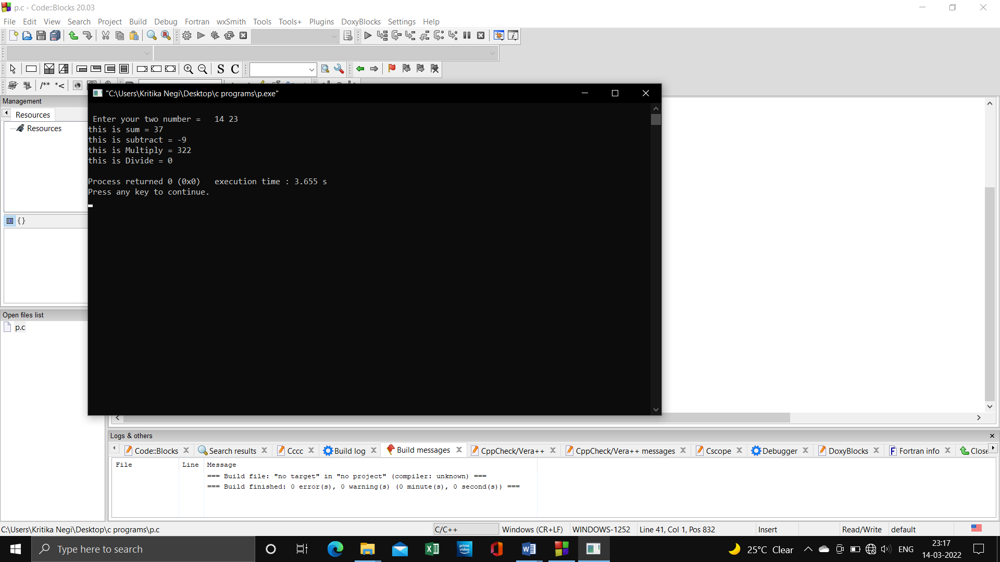 p.c - Code::Blocks 20.03
File Edit View Search Project Build Debug Fortran wxSmith Tools Tools+ Plugins DoxyBlocks Settings Help
S C
/** *<
Management
Resources
Resources
{}
Open files list
p.c
"C:\Users\Kritika Negi\Desktop\c programs\p.exe"
Enter your two number =   14 23
this is sum = 37
this is subtract = -9
this is Multiply = 322
this is Divide = 0
Process returned 0 (0x0)   execution time : 3.655 s
Press any key to continue.
Logs & others
Code::Blocks Search results Cccc Build log Build messages CppCheck/Vera++ CppCheck/Vera++ messages Cscope Debugger DoxyBlocks Fortran info Close
File Line Message
=== Build file: "no target" in "no project" (compiler: unknown) ===
=== Build finished: 0 error(s), 0 warning(s) (0 minute(s), 0 second(s)) ===
C:\Users\Kritika Negi\Desktop\c programs\p.c C/C++ Windows (CR+LF) WINDOWS-1252 Line 41, Col 1, Pos 832 Insert Read/Write default
Type here to search prime video 25°C Clear ENG 23:17
14-03-2022